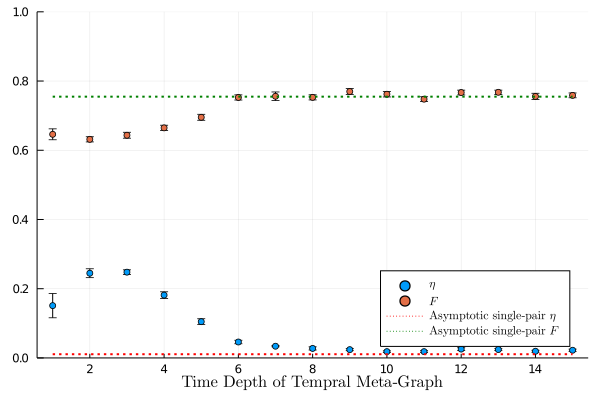 1.0
0.8
0.6
0.4
0.2
0.0
η
F
Asymptotic single-pair η
Asymptotic single-pair F
2 4 6 8 10 12 14
Time Depth of Tempral Meta-Graph